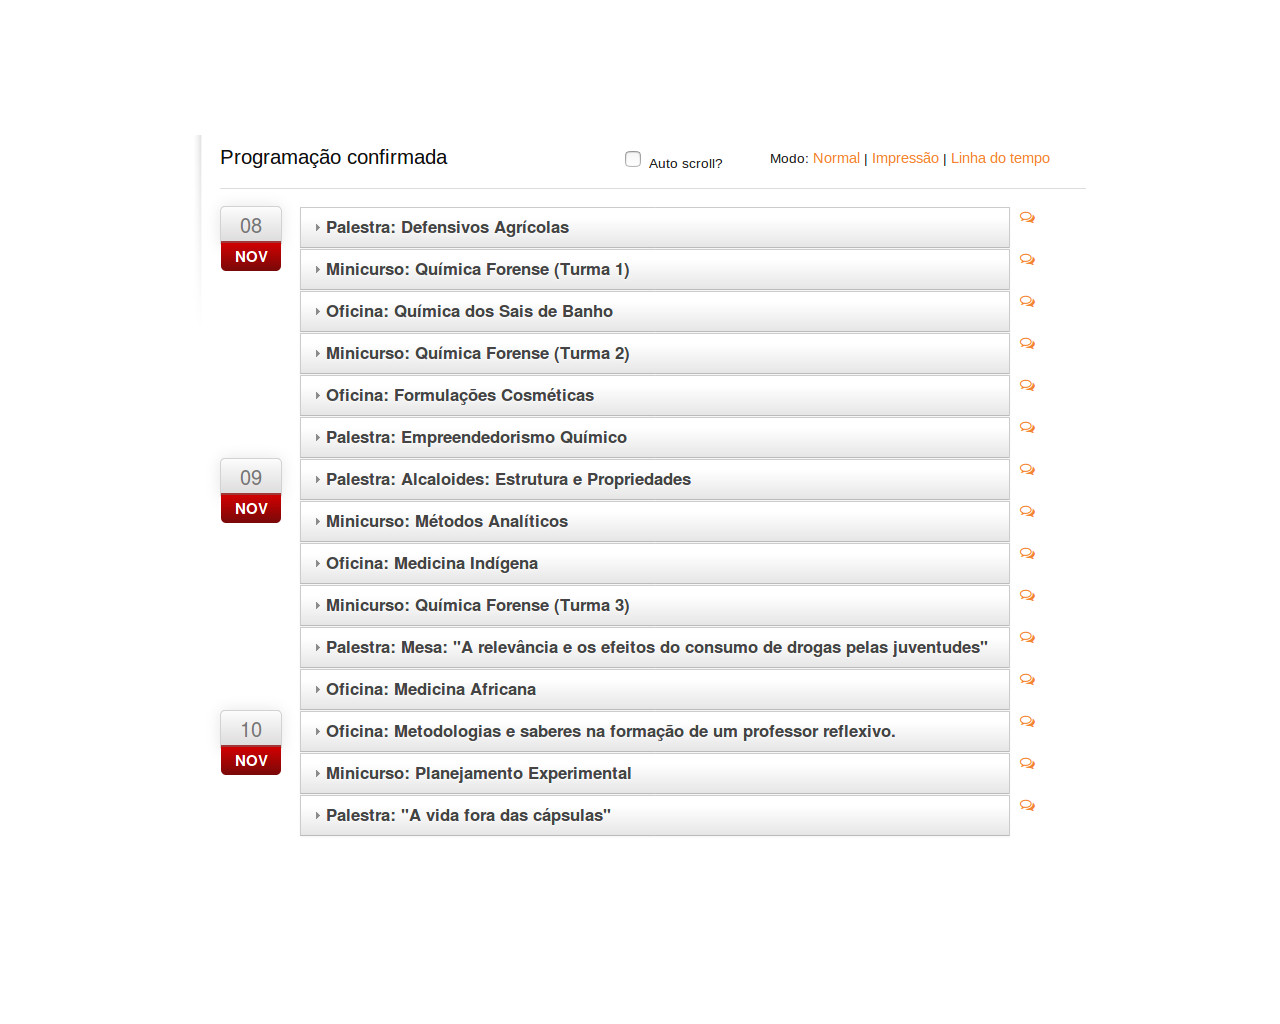 Programação confirmada
Auto scroll?
Modo: Normal | Impressão | Linha do tempo
08
NOV
Palestra: Defensivos Agrícolas
Minicurso: Química Forense (Turma 1)
Oficina: Química dos Sais de Banho
Minicurso: Química Forense (Turma 2)
Oficina: Formulações Cosméticas
Palestra: Empreendedorismo Químico
09
NOV
Palestra: Alcaloides: Estrutura e Propriedades
Minicurso: Métodos Analíticos
Oficina: Medicina Indígena
Minicurso: Química Forense (Turma 3)
Palestra: Mesa: "A relevância e os efeitos do consumo de drogas pelas juventudes"
Oficina: Medicina Africana
10
NOV
Oficina: Metodologias e saberes na formação de um professor reflexivo.
Minicurso: Planejamento Experimental
Palestra: "A vida fora das cápsulas"